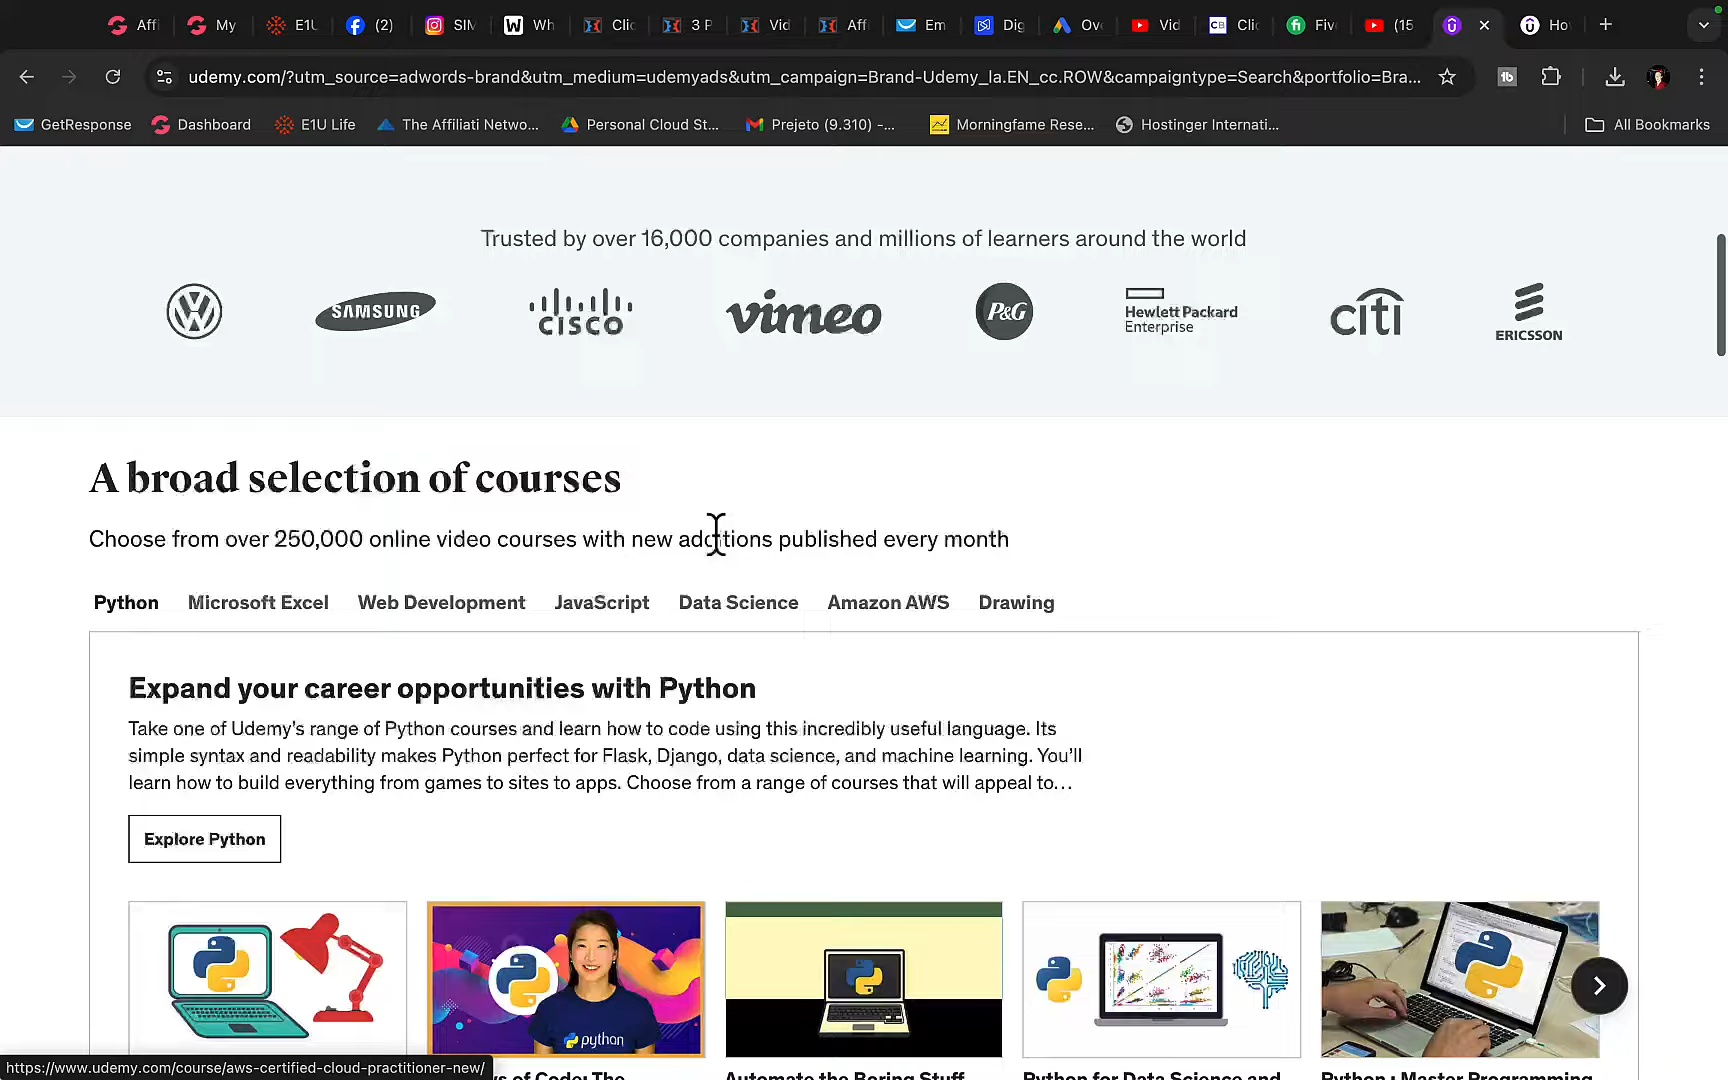 Affi
My
E1U
(2)
SIM
Wh
Clic
3 P
Vid
Affi
Em
Dig
Ove
Vid
CB
Clic
Five
(15
Ho
udemy.com/?utm_source=adwords-brand&utm_medium=udemyads&utm_campaign=Brand-Udemy_la.EN_cc.ROW&campaigntype=Search&portfolio=Bra...
GetResponse
Dashboard
E1U Life
The Affiliati Netwo...
Personal Cloud St...
Prejeto (9.310) -...
Morningfame Rese...
Hostinger Internati...
All Bookmarks
Trusted by over 16,000 companies and millions of learners around the world
SAMSUNG
CISCO
vimeo
P&G
Hewlett Packard
Enterprise
citi
ERICSSON
A broad selection of courses
Choose from over 250,000 online video courses with new additions published every month
Python Microsoft Excel Web Development JavaScript Data Science Amazon AWS Drawing
Expand your career opportunities with Python
Take one of Udemy's range of Python courses and learn how to code using this incredibly useful language. Its
simple syntax and readability makes Python perfect for Flask, Django, data science, and machine learning. You'll
learn how to build everything from games to sites to apps. Choose from a range of courses that will appeal to...
Explore Python
python
https://www.udemy.com/course/aws-certified-cloud-practitioner-new/
s of Code: The
Automate the Boring Stuff
Python for Data Science and
Python : Master Programming